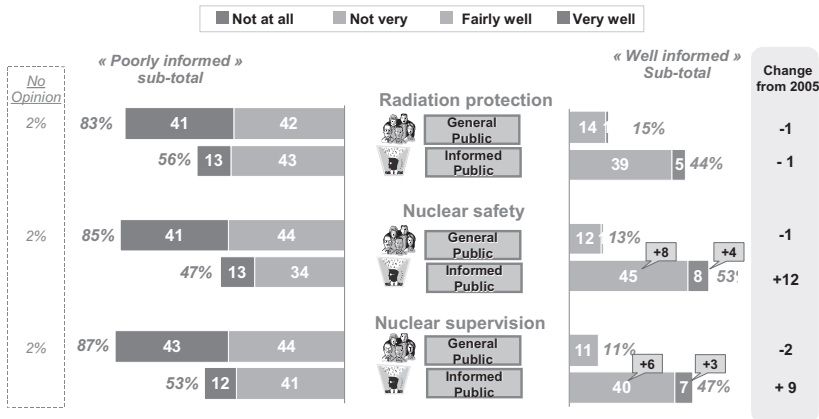 Not at all Not very Fairly well Very well
« Poorly informed »
sub-total
« Well informed »
Sub-total
No
Opinion
Change
from 2005
Radiation protection
2% 83% 41 42 General
Public 14 1 15% -1
56% 13 43 Informed
Public 39 5 44% - 1
Nuclear safety
2% 85% 41 44 General
Public 12 13% -1
+8 +4
47% 13 34 Informed
Public 45 8 53% +12
Nuclear supervision
2% 87% 43 44 General
Public 11 11% -2
+6 +3
53% 12 41 Informed
Public 40 7 47% + 9